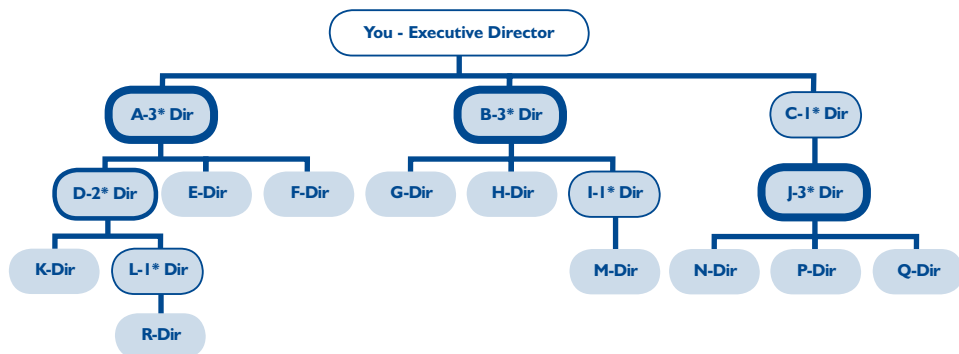 You - Executive Director
A-3* Dir
B-3* Dir
C-1* Dir
D-2* Dir
E-Dir
F-Dir
G-Dir
H-Dir
I-1* Dir
J-3* Dir
K-Dir
L-1* Dir
M-Dir
N-Dir
P-Dir
Q-Dir
R-Dir